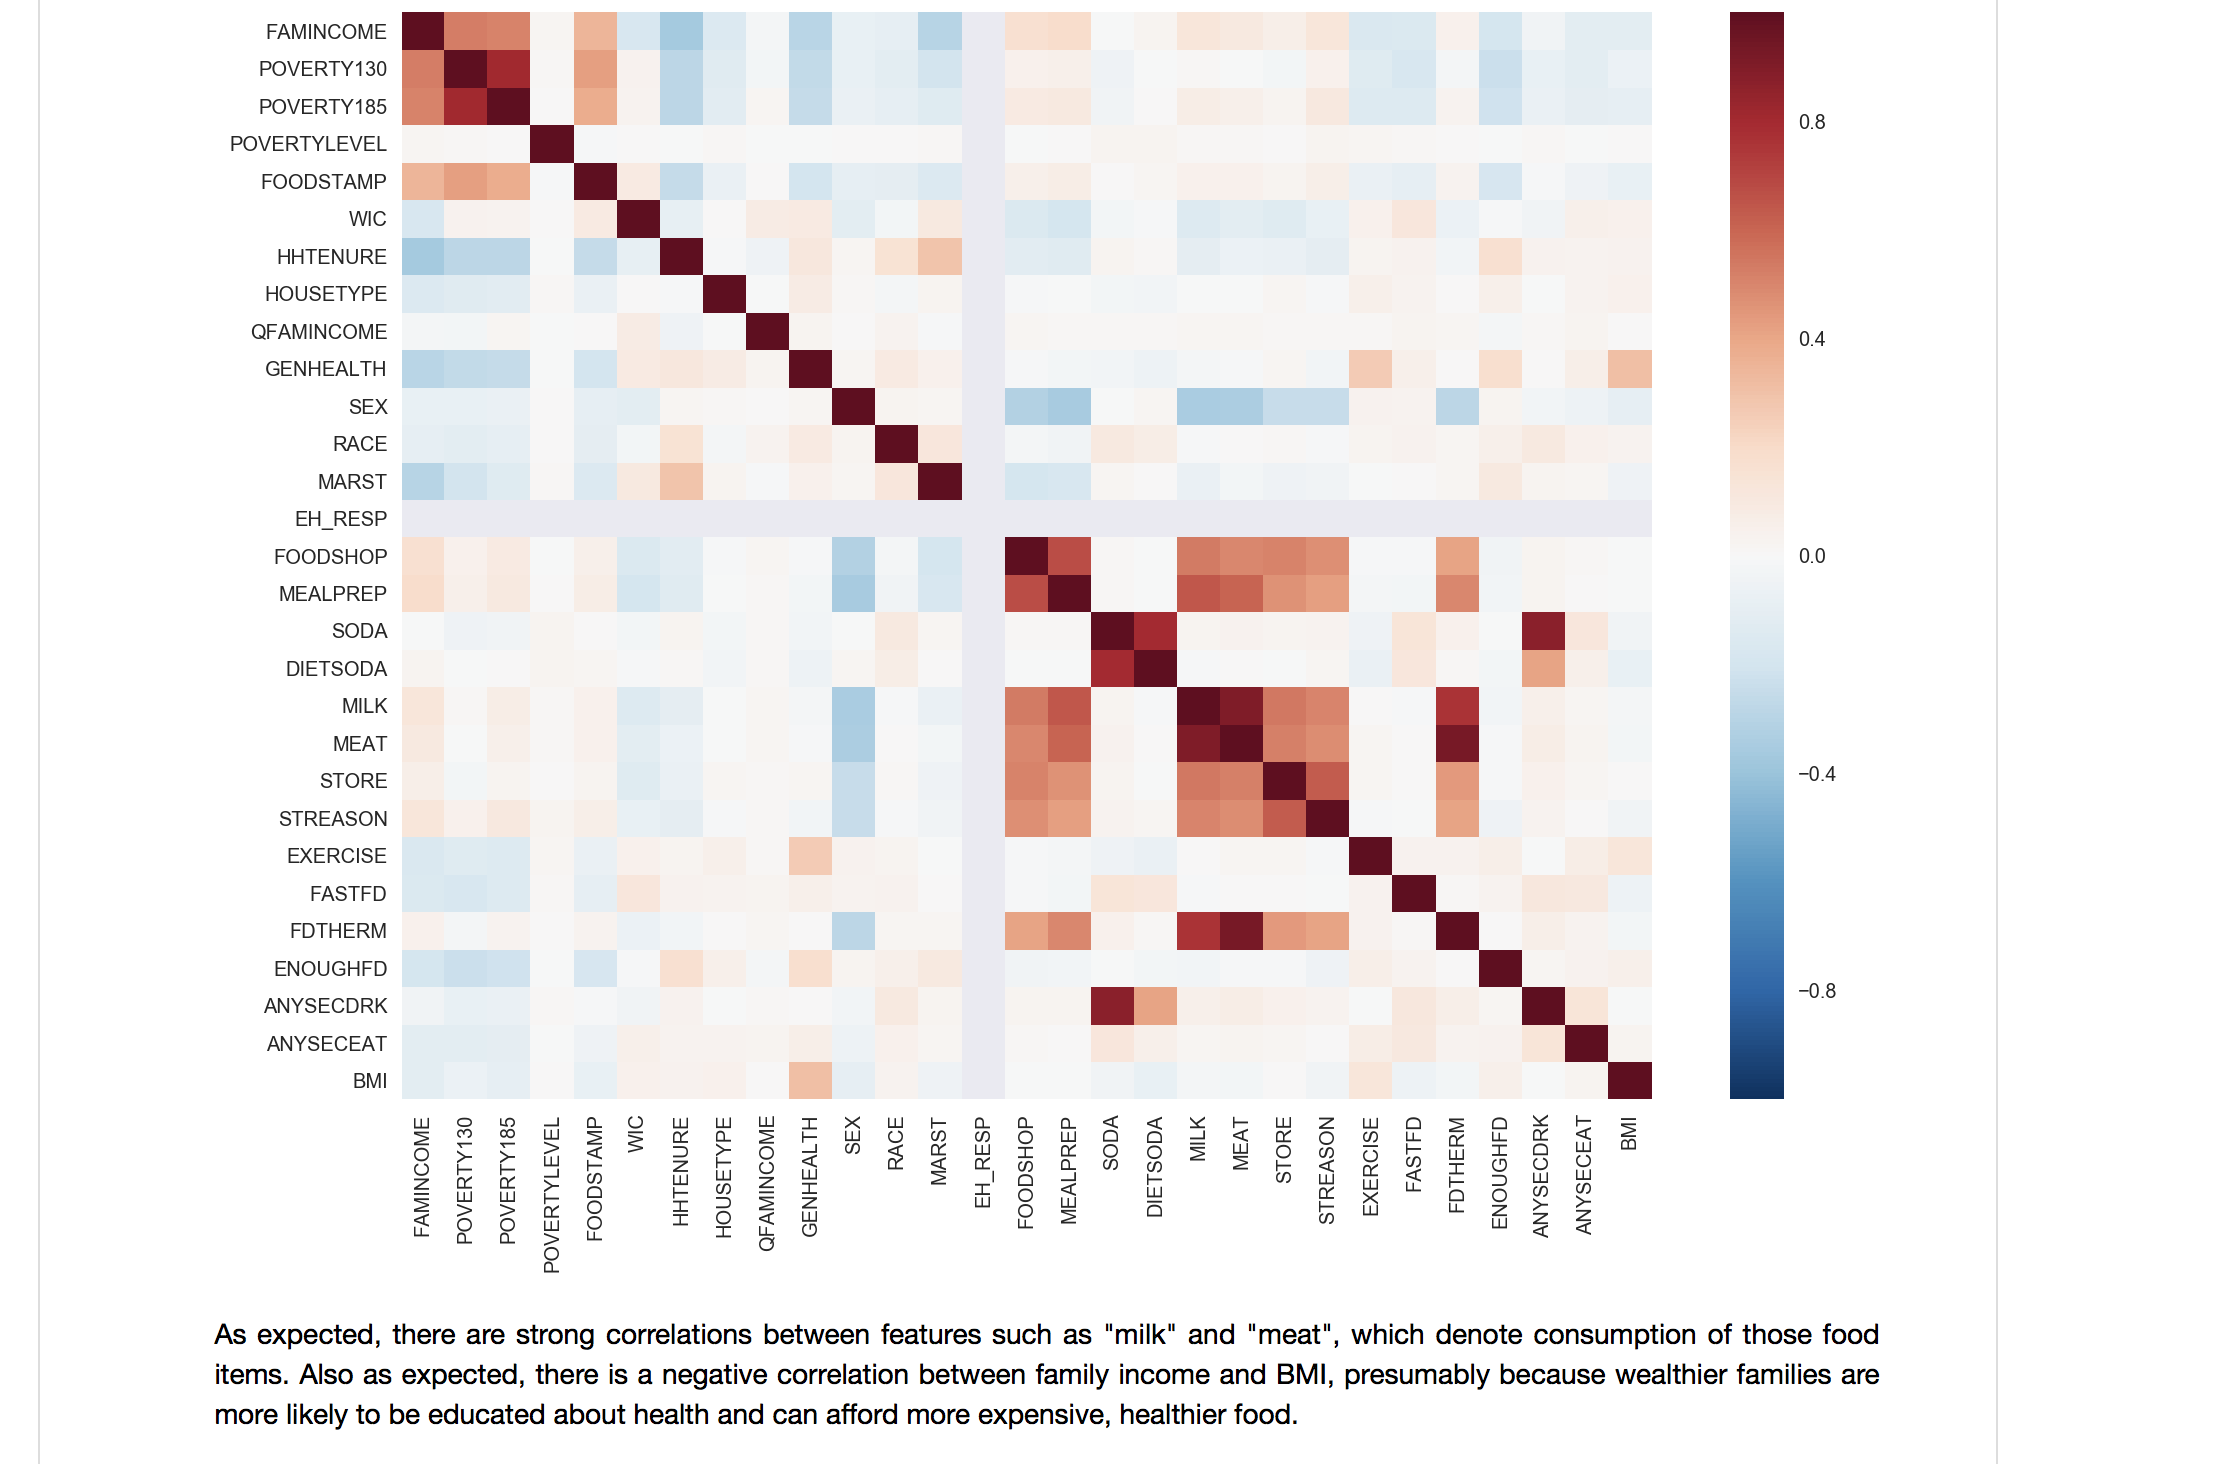 FAMINCOME
POVERTY130
POVERTY185
POVERTYLEVEL
FOODSTAMP
WIC
HHTENURE
HOUSETYPE
QFAMINCOME
GENHEALTH
SEX
RACE
MARST
EH_RESP
FOODSHOP
MEALPREP
SODA
DIETSODA
MILK
MEAT
STORE
STREASON
EXERCISE
FASTFD
FDTHERM
ENOUGHFD
ANYSECDRK
ANYSECEAT
BMI
0.8
0.4
0.0
−0.4
−0.8
FAMINCOME
POVERTY130
POVERTY185
POVERTYLEVEL
FOODSTAMP
WIC
HHTENURE
HOUSETYPE
QFAMINCOME
GENHEALTH
SEX
RACE
MARST
EH_RESP
FOODSHOP
MEALPREP
SODA
DIETSODA
MILK
MEAT
STORE
STREASON
EXERCISE
FASTFD
FDTHERM
ENOUGHFD
ANYSECDRK
ANYSECEAT
BMI
As expected, there are strong correlations between features such as "milk" and "meat", which denote consumption of those food
items. Also as expected, there is a negative correlation between family income and BMI, presumably because wealthier families are
more likely to be educated about health and can afford more expensive, healthier food.